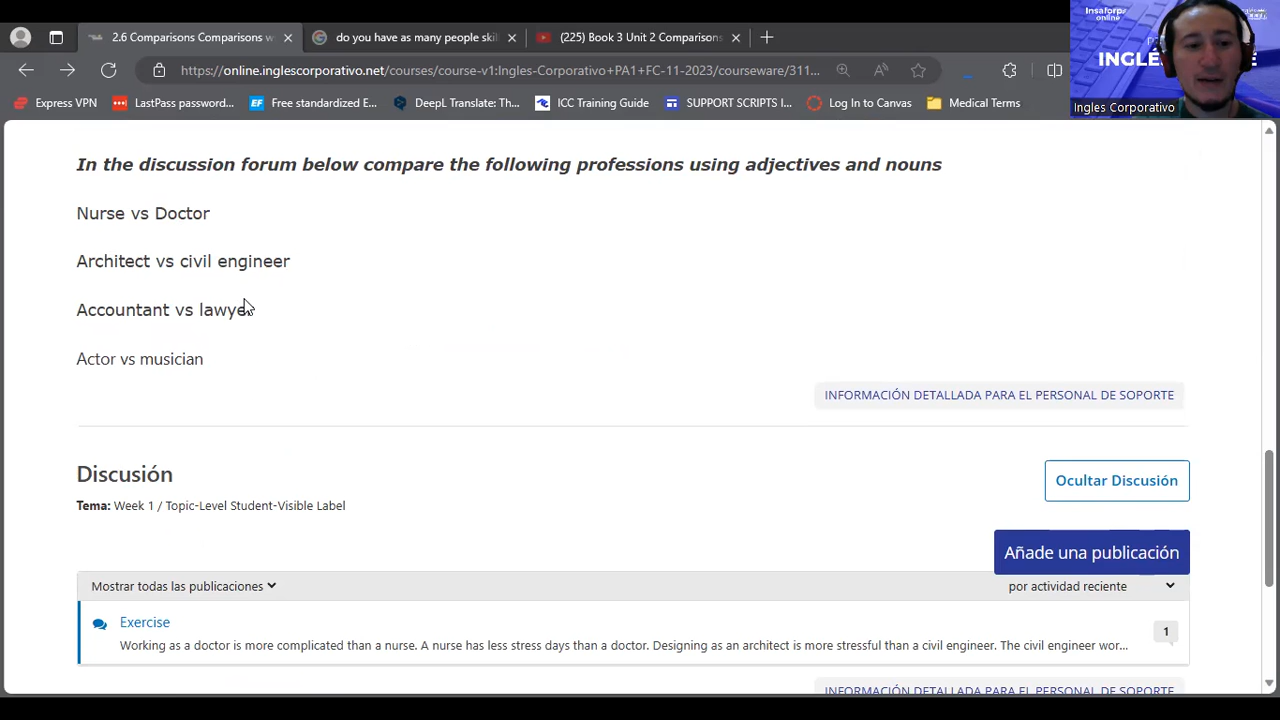 Insaforp
online
INGLÉ
Ingles Corporativo
2.6 Comparisons Comparisons w
do you have as many people skil
(225) Book 3 Unit 2 Comparisons
https://online.inglescorporativo.net/courses/course-v1:Ingles-Corporativo+PA1+FC-11-2023/courseware/311...
Express VPN
LastPass password...
EF Free standardized E...
DeepL Translate: Th...
ICC Training Guide
SUPPORT SCRIPTS I...
Log In to Canvas
Medical Terms
In the discussion forum below compare the following professions using adjectives and nouns
Nurse vs Doctor
Architect vs civil engineer
Accountant vs lawyer
Actor vs musician
INFORMACIÓN DETALLADA PARA EL PERSONAL DE SOPORTE
Discusión
Ocultar Discusión
Tema: Week 1 / Topic-Level Student-Visible Label
Añade una publicación
Mostrar todas las publicaciones
por actividad reciente
Exercise
1
Working as a doctor is more complicated than a nurse. A nurse has less stress days than a doctor. Designing as an architect is more stressful than a civil engineer. The civil engineer wor...
INFORMACIÓN DETALLADA PARA EL PERSONAL DE SOPORTE